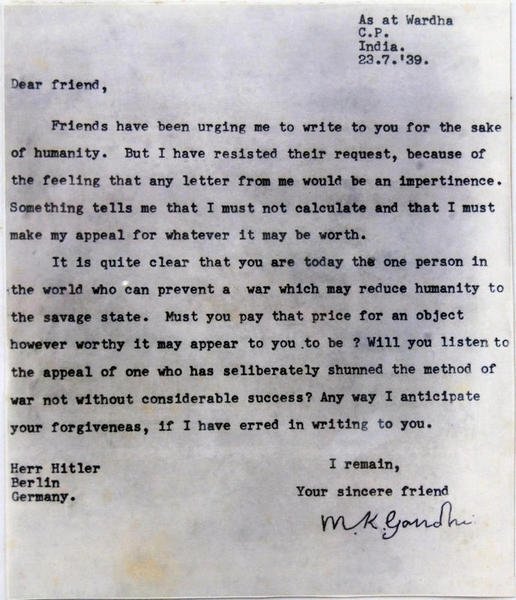 As at Wardha
C.P.
India.
23.7.'39.
Dear friend,
Friends have been urging me to write to you for the sake
of humanity. But I have resisted their request, because of
the feeling that any letter from me would be an impertinence.
Something tells me that I must not calculate and that I must
make my appeal for whatever it may be worth.
It is quite clear that you are today the one person in
the world who can prevent a war which may reduce humanity to
the savage state. Must you pay that price for an object
however worthy it may appear to you to be ? Will you listen to
the appeal of one who has seliberately shunned the method of
war not without considerable success? Any way I anticipate
your forgiveneas, if I have erred in writing to you.
Herr Hitler
Berlin
Germany.
I remain,
Your sincere friend
M.K.Gandhi